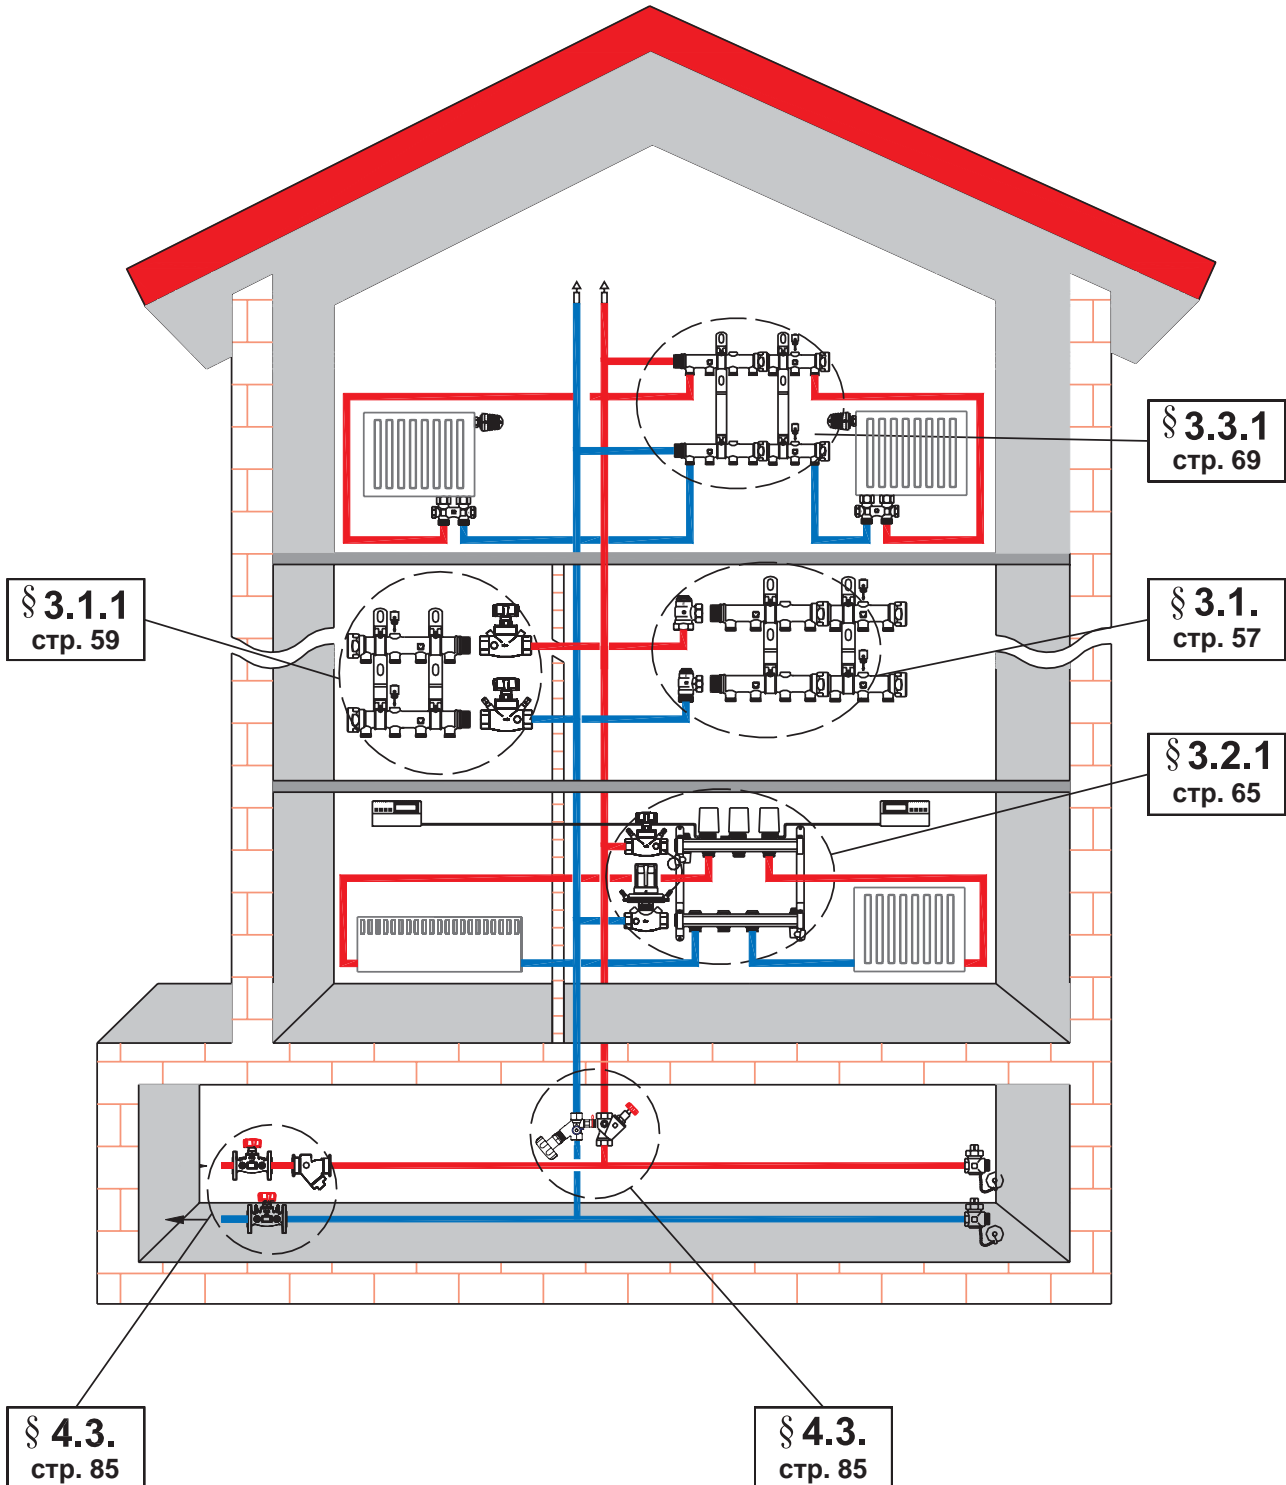 § 3.3.1
стр. 69
§ 3.1.1
стр. 59
§ 3.1.
стр. 57
§ 3.2.1
стр. 65
§ 4.3.
стр. 85
§ 4.3.
стр. 85